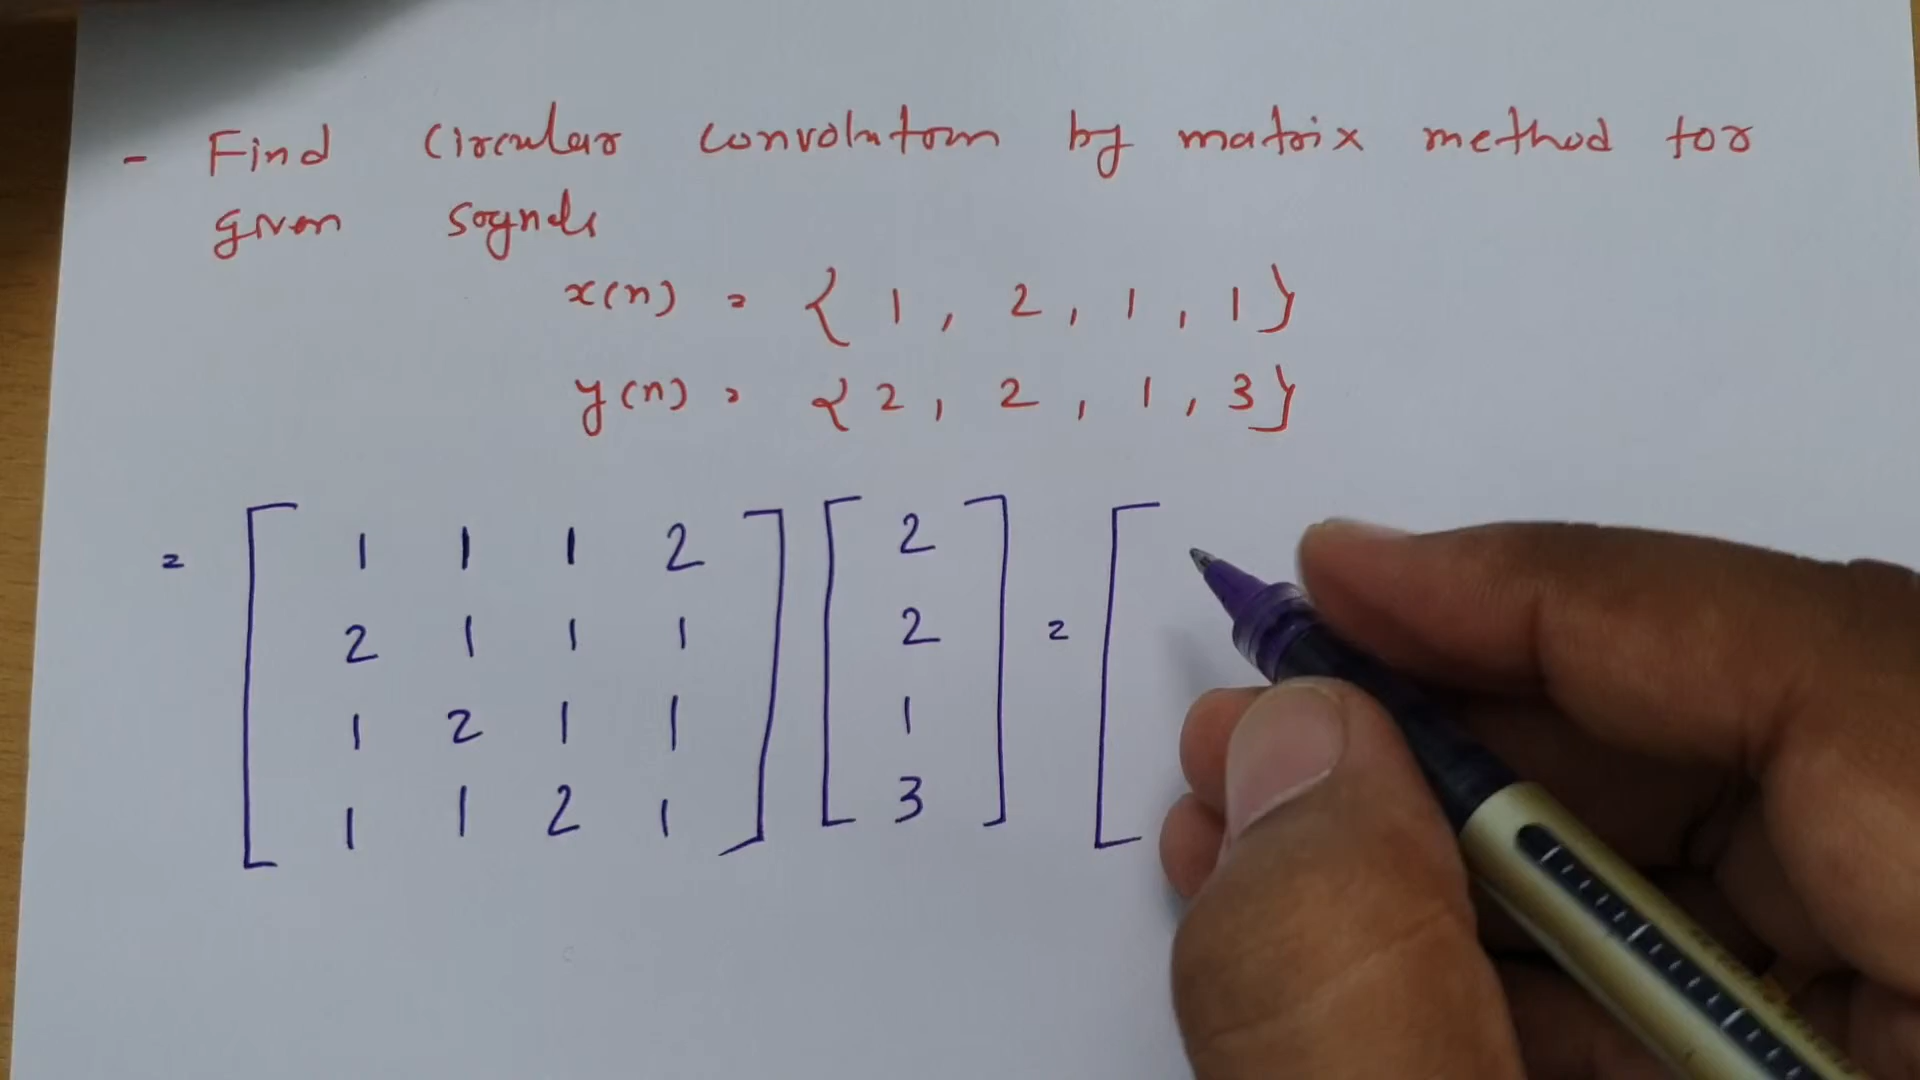 - Find Circular convolution by matrix method for
given signals
x(n) = { 1 , 2 , 1 , 1 }
y(n) = { 2 , 2 , 1 , 3 }
= [ 1 1 1 2 ] [ 2 ] = [
2 1 1 1 2
1 2 1 1 1
1 1 2 1 3